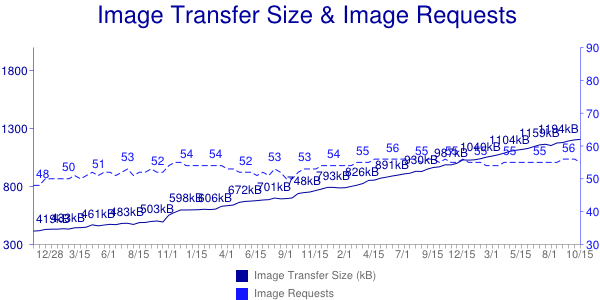 Image Transfer Size & Image Requests
90
1800
80
70
1300
60
48 50 51 53 52 54 54 52 53 53 54 55 56 55 55 55 55 55 56
50
800
419kB 433kB 461kB 483kB 503kB 598kB 606kB 672kB 701kB 748kB 793kB 826kB 891kB 930kB 987kB 1040kB 1104kB 1159kB 1194kB
40
300
30
12/28 3/15 6/1 8/15 11/1 1/15 4/1 6/15 9/1 11/15 2/1 4/15 7/1 9/15 12/15 3/15 6/1 8/1 10/15
Image Transfer Size (kB)
Image Requests